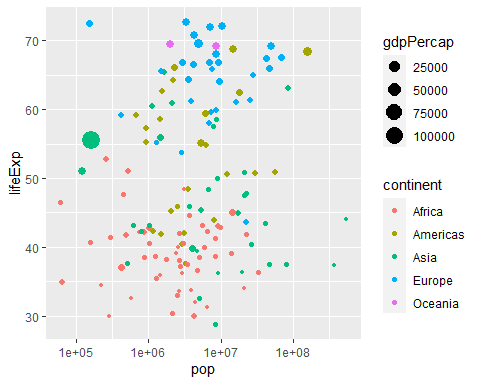 70
60
50
40
30
lifeExp
1e+05
1e+06
1e+07
1e+08
pop
gdpPercap
25000
50000
75000
100000
continent
Africa
Americas
Asia
Europe
Oceania